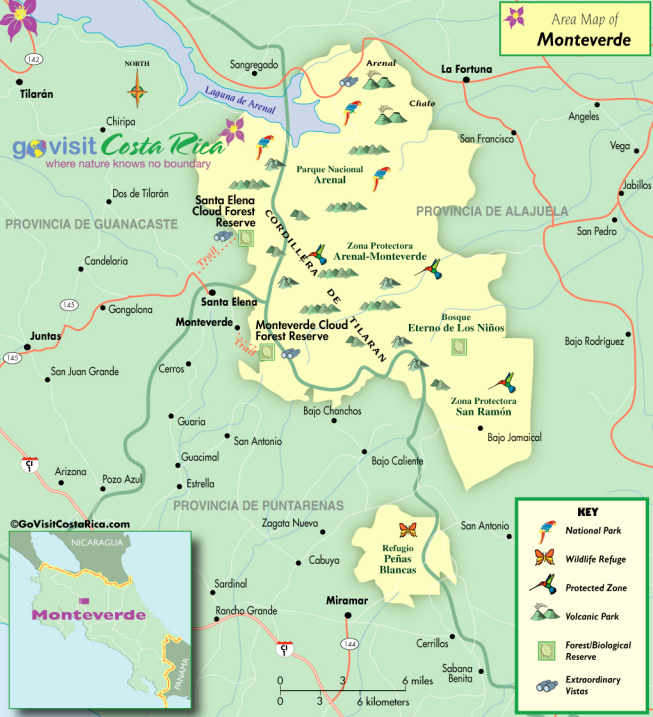 Area Map of
Monteverde
142
Tilarán
NORTH
Sangregado
Arenal
La Fortuna
Laguna de Arenal
Chato
Chiripa
Angeles
govisit Costa Rica
where nature knows no boundary
San Francisco
Vega
Parque Nacional
Arenal
Jabillos
Dos de Tilarán
Santa Elena
Cloud Forest
Reserve
PROVINCIA DE GUANACASTE
PROVINCIA DE ALAJUELA
San Pedro
CORDILLERA DE TILARAN
Zona Protectora
Arenal-Monteverde
Trail
Candelaria
145
Gongolona
Santa Elena
Monteverde
Monteverde Cloud
Forest Reserve
Bosque
Eterno de Los Niños
Juntas
145
Trail
Bajo Rodríguez
San Juan Grande
Cerros
Zona Protectora
San Ramón
Bajo Chanchos
Guaria
Bajo Jamaical
San Antonio
Guacimal
Bajo Caliente
CI
1
Arizona
Pozo Azul
Estrella
PROVINCIA DE PUNTARENAS
©GoVisitCostaRica.com
Zagata Nueva
San Antonio
NICARAGUA
Refugio
Peñas
Blancas
Cabuya
Monteverde
Sardinal
Rancho Grande
Miramar
PANAMA
CI
1
144
Cerrillos
Sabana
Benita
0 3 6 miles
0 3 6 kilometers
KEY
National Park
Wildlife Refuge
Protected Zone
Volcanic Park
Forest/Biological
Reserve
Extraordinary
Vistas